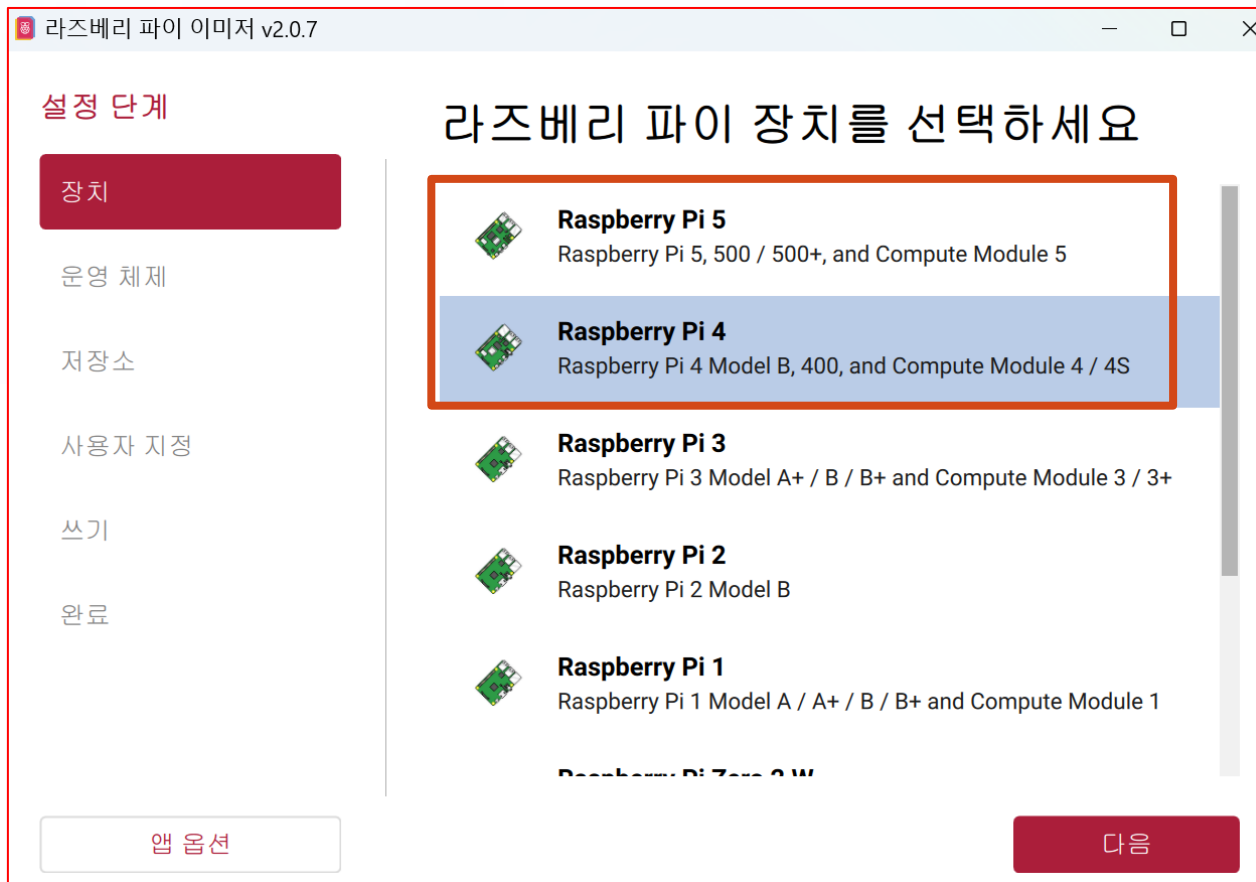 라즈베리 파이 이미저 v2.0.7
설정 단계
장치
운영 체제
저장소
사용자 지정
쓰기
완료
앱 옵션
라즈베리 파이 장치를 선택하세요
Raspberry Pi 5
Raspberry Pi 5, 500 / 500+, and Compute Module 5
Raspberry Pi 4
Raspberry Pi 4 Model B, 400, and Compute Module 4 / 4S
Raspberry Pi 3
Raspberry Pi 3 Model A+ / B / B+ and Compute Module 3 / 3+
Raspberry Pi 2
Raspberry Pi 2 Model B
Raspberry Pi 1
Raspberry Pi 1 Model A / A+ / B / B+ and Compute Module 1
Raspberry Pi Zero 2 W
다음